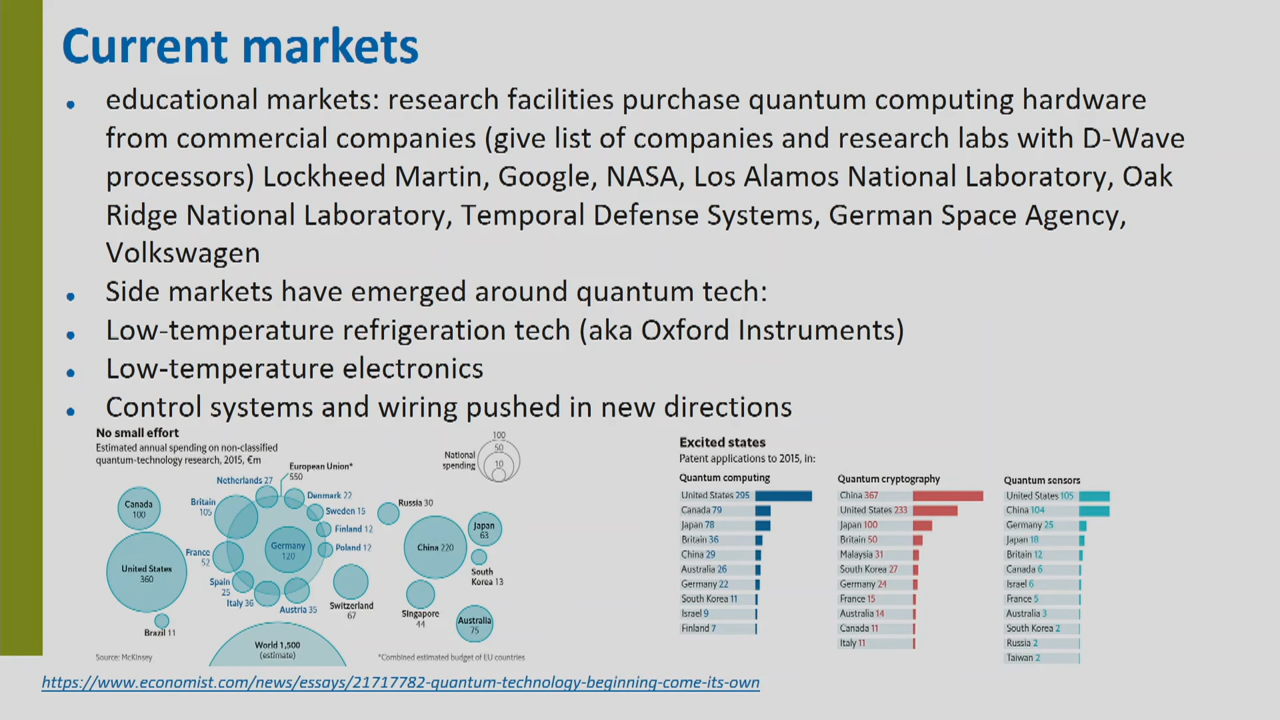 Current markets
educational markets: research facilities purchase quantum computing hardware
from commercial companies (give list of companies and research labs with D-Wave
processors) Lockheed Martin, Google, NASA, Los Alamos National Laboratory, Oak
Ridge National Laboratory, Temporal Defense Systems, German Space Agency,
Volkswagen
Side markets have emerged around quantum tech:
Low-temperature refrigeration tech (aka Oxford Instruments)
Low-temperature electronics
Control systems and wiring pushed in new directions
No small effort
Estimated annual spending on non-classified
quantum-technology research, 2015, €m
National
spending
100
50
10
European Union*
550
Netherlands 27
Britain
105
Denmark 22
Sweden 15
Finland 12
Poland 12
Germany
120
France
52
Spain
25
Italy 36
Austria 35
Canada
100
United States
360
Brazil 11
Switzerland
67
Russia 30
China 220
Japan
63
South
Korea 13
Singapore
44
Australia
75
World 1,500
(estimate)
Source: McKinsey
*Combined estimated budget of EU countries
Excited states
Patent applications to 2015, in:
Quantum computing
United States 295
Canada 79
Japan 78
Britain 36
China 29
Australia 26
Germany 22
South Korea 11
Israel 9
Finland 7
Quantum cryptography
China 367
United States 233
Japan 100
Britain 50
Malaysia 31
South Korea 27
Germany 24
France 15
Australia 14
Canada 11
Italy 11
Quantum sensors
United States 105
China 104
Germany 25
Japan 18
Britain 12
Canada 6
Israel 6
France 5
Australia 3
South Korea 2
Russia 2
Taiwan 2
https://www.economist.com/news/essays/21717782-quantum-technology-beginning-come-its-own